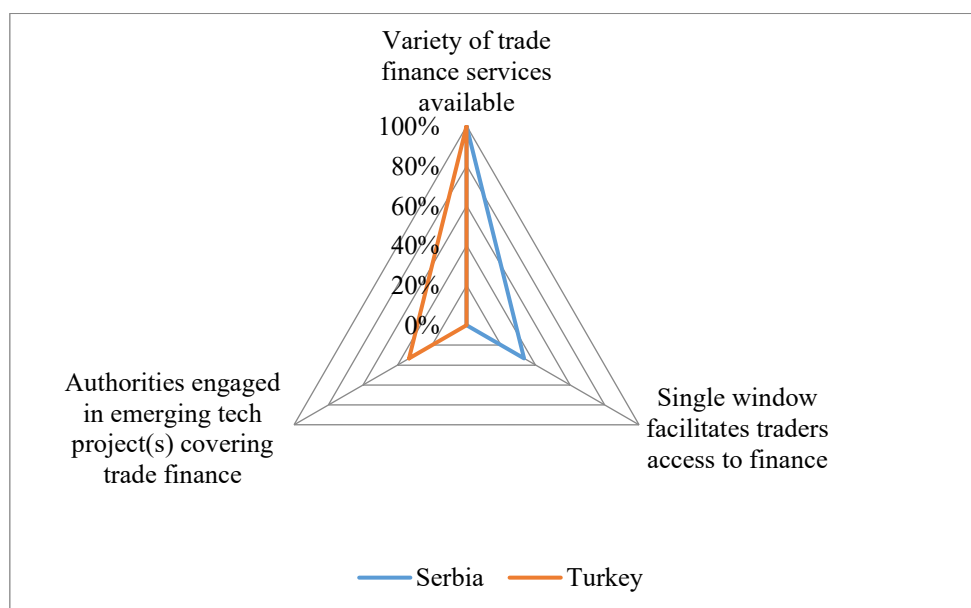 Variety of trade
finance services
available
100%
80%
60%
40%
20%
0%
Authorities engaged
in emerging tech
project(s) covering
trade finance
Single window
facilitates traders
access to finance
Serbia
Turkey